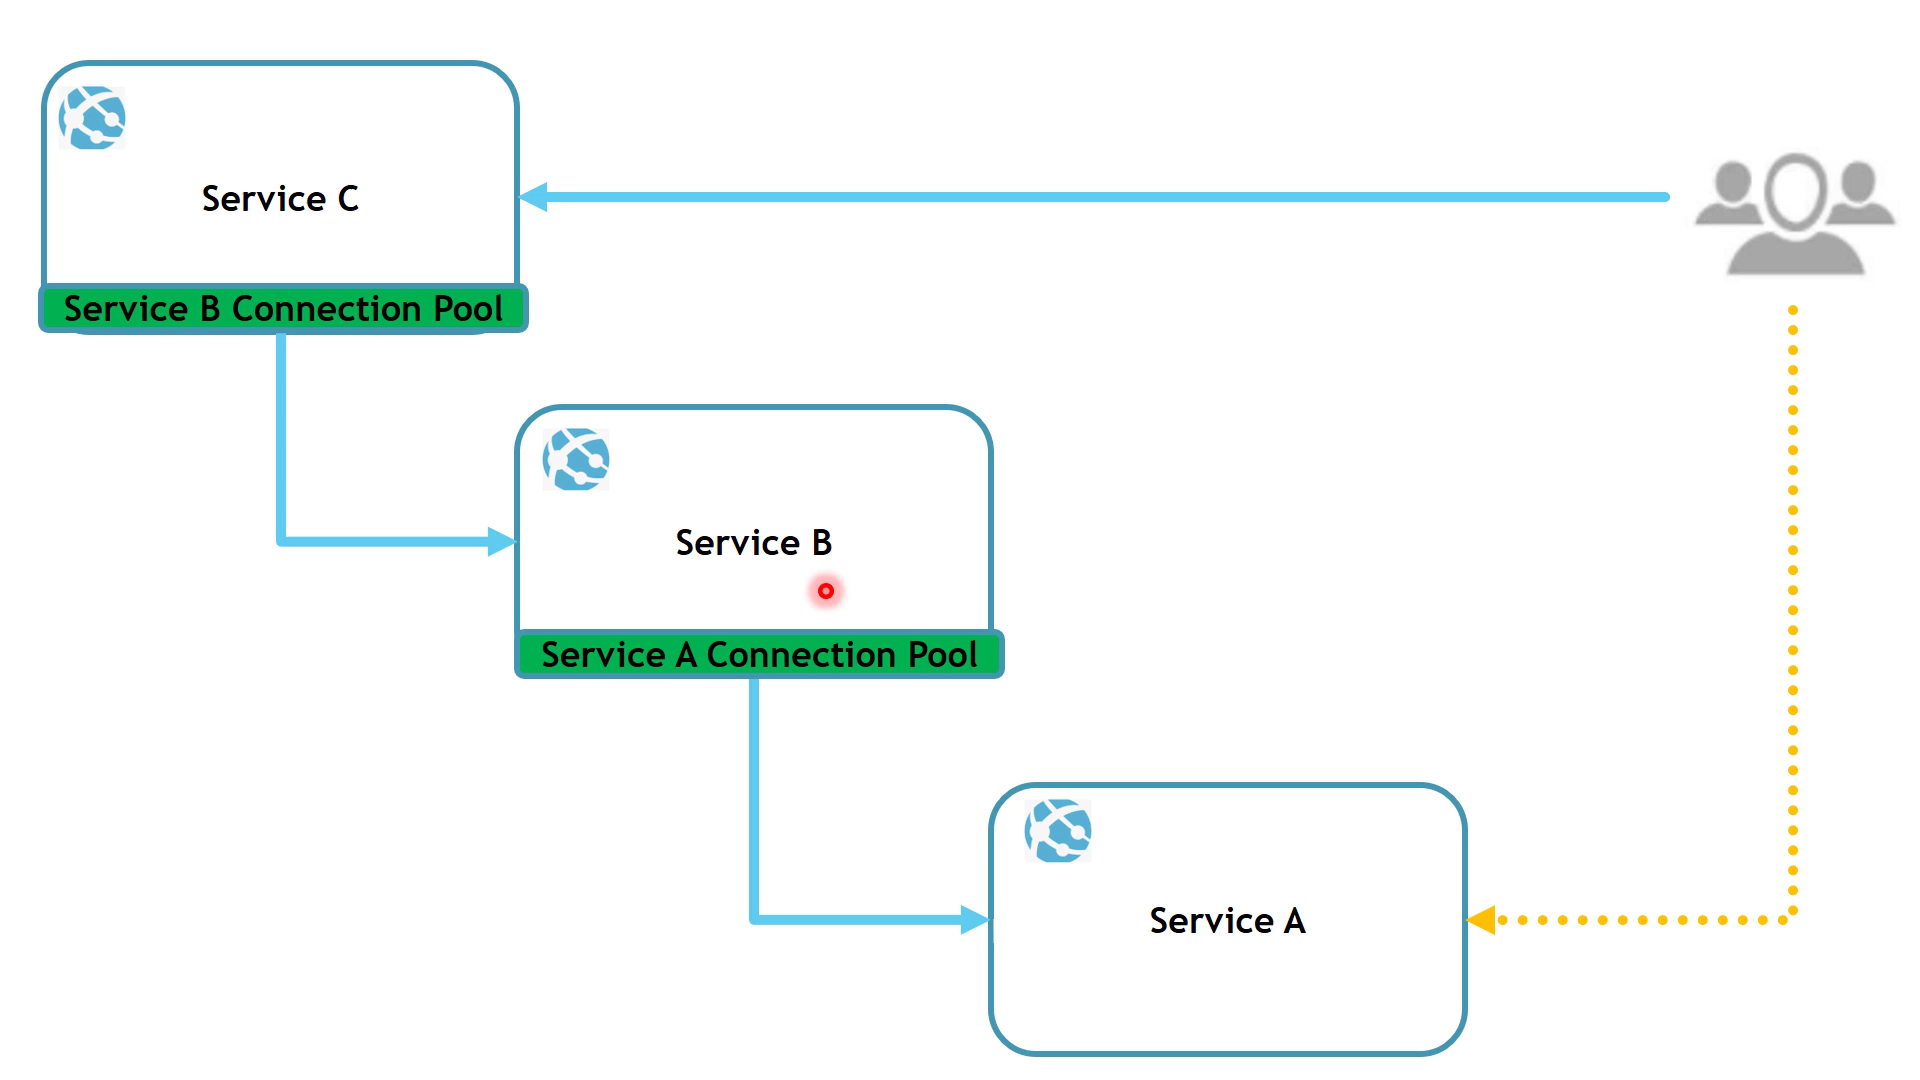 Service C
Service B Connection Pool
Service B
Service A Connection Pool
Service A